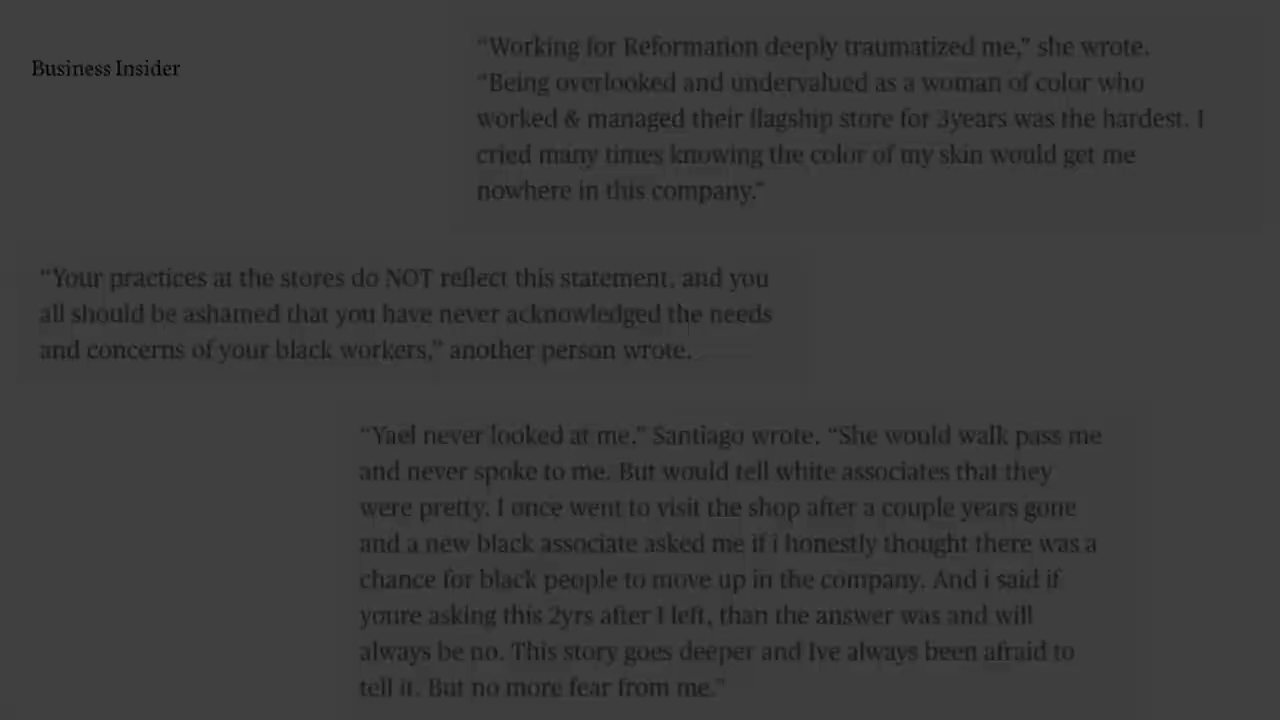 Business Insider
“Working for Reformation deeply traumatized me,” she wrote.
“Being overlooked and undervalued as a woman of color who
worked & managed their flagship store for 3years was the hardest. I
cried many times knowing the color of my skin would get me
nowhere in this company.”
“Your practices at the stores do NOT reflect this statement, and you
all should be ashamed that you have never acknowledged the needs
and concerns of your black workers,” another person wrote.
“Yael never looked at me,” Santiago wrote. “She would walk pass me
and never spoke to me. But would tell white associates that they
were pretty. I once went to visit the shop after a couple years gone
and a new black associate asked me if i honestly thought there was a
chance for black people to move up in the company. And i said if
youre asking this 2yrs after I left, than the answer was and will
always be no. This story goes deeper and Ive always been afraid to
tell it. But no more fear from me.”